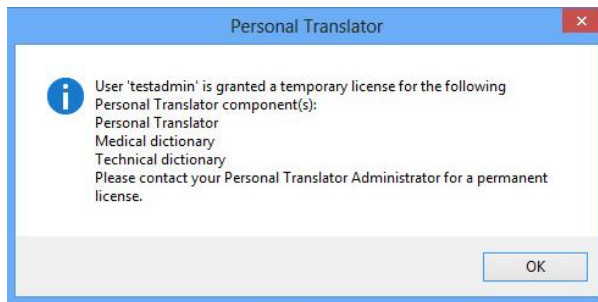 Personal Translator
User 'testadmin' is granted a temporary license for the following
Personal Translator component(s):
Personal Translator
Medical dictionary
Technical dictionary
Please contact your Personal Translator Administrator for a permanent
license.
OK